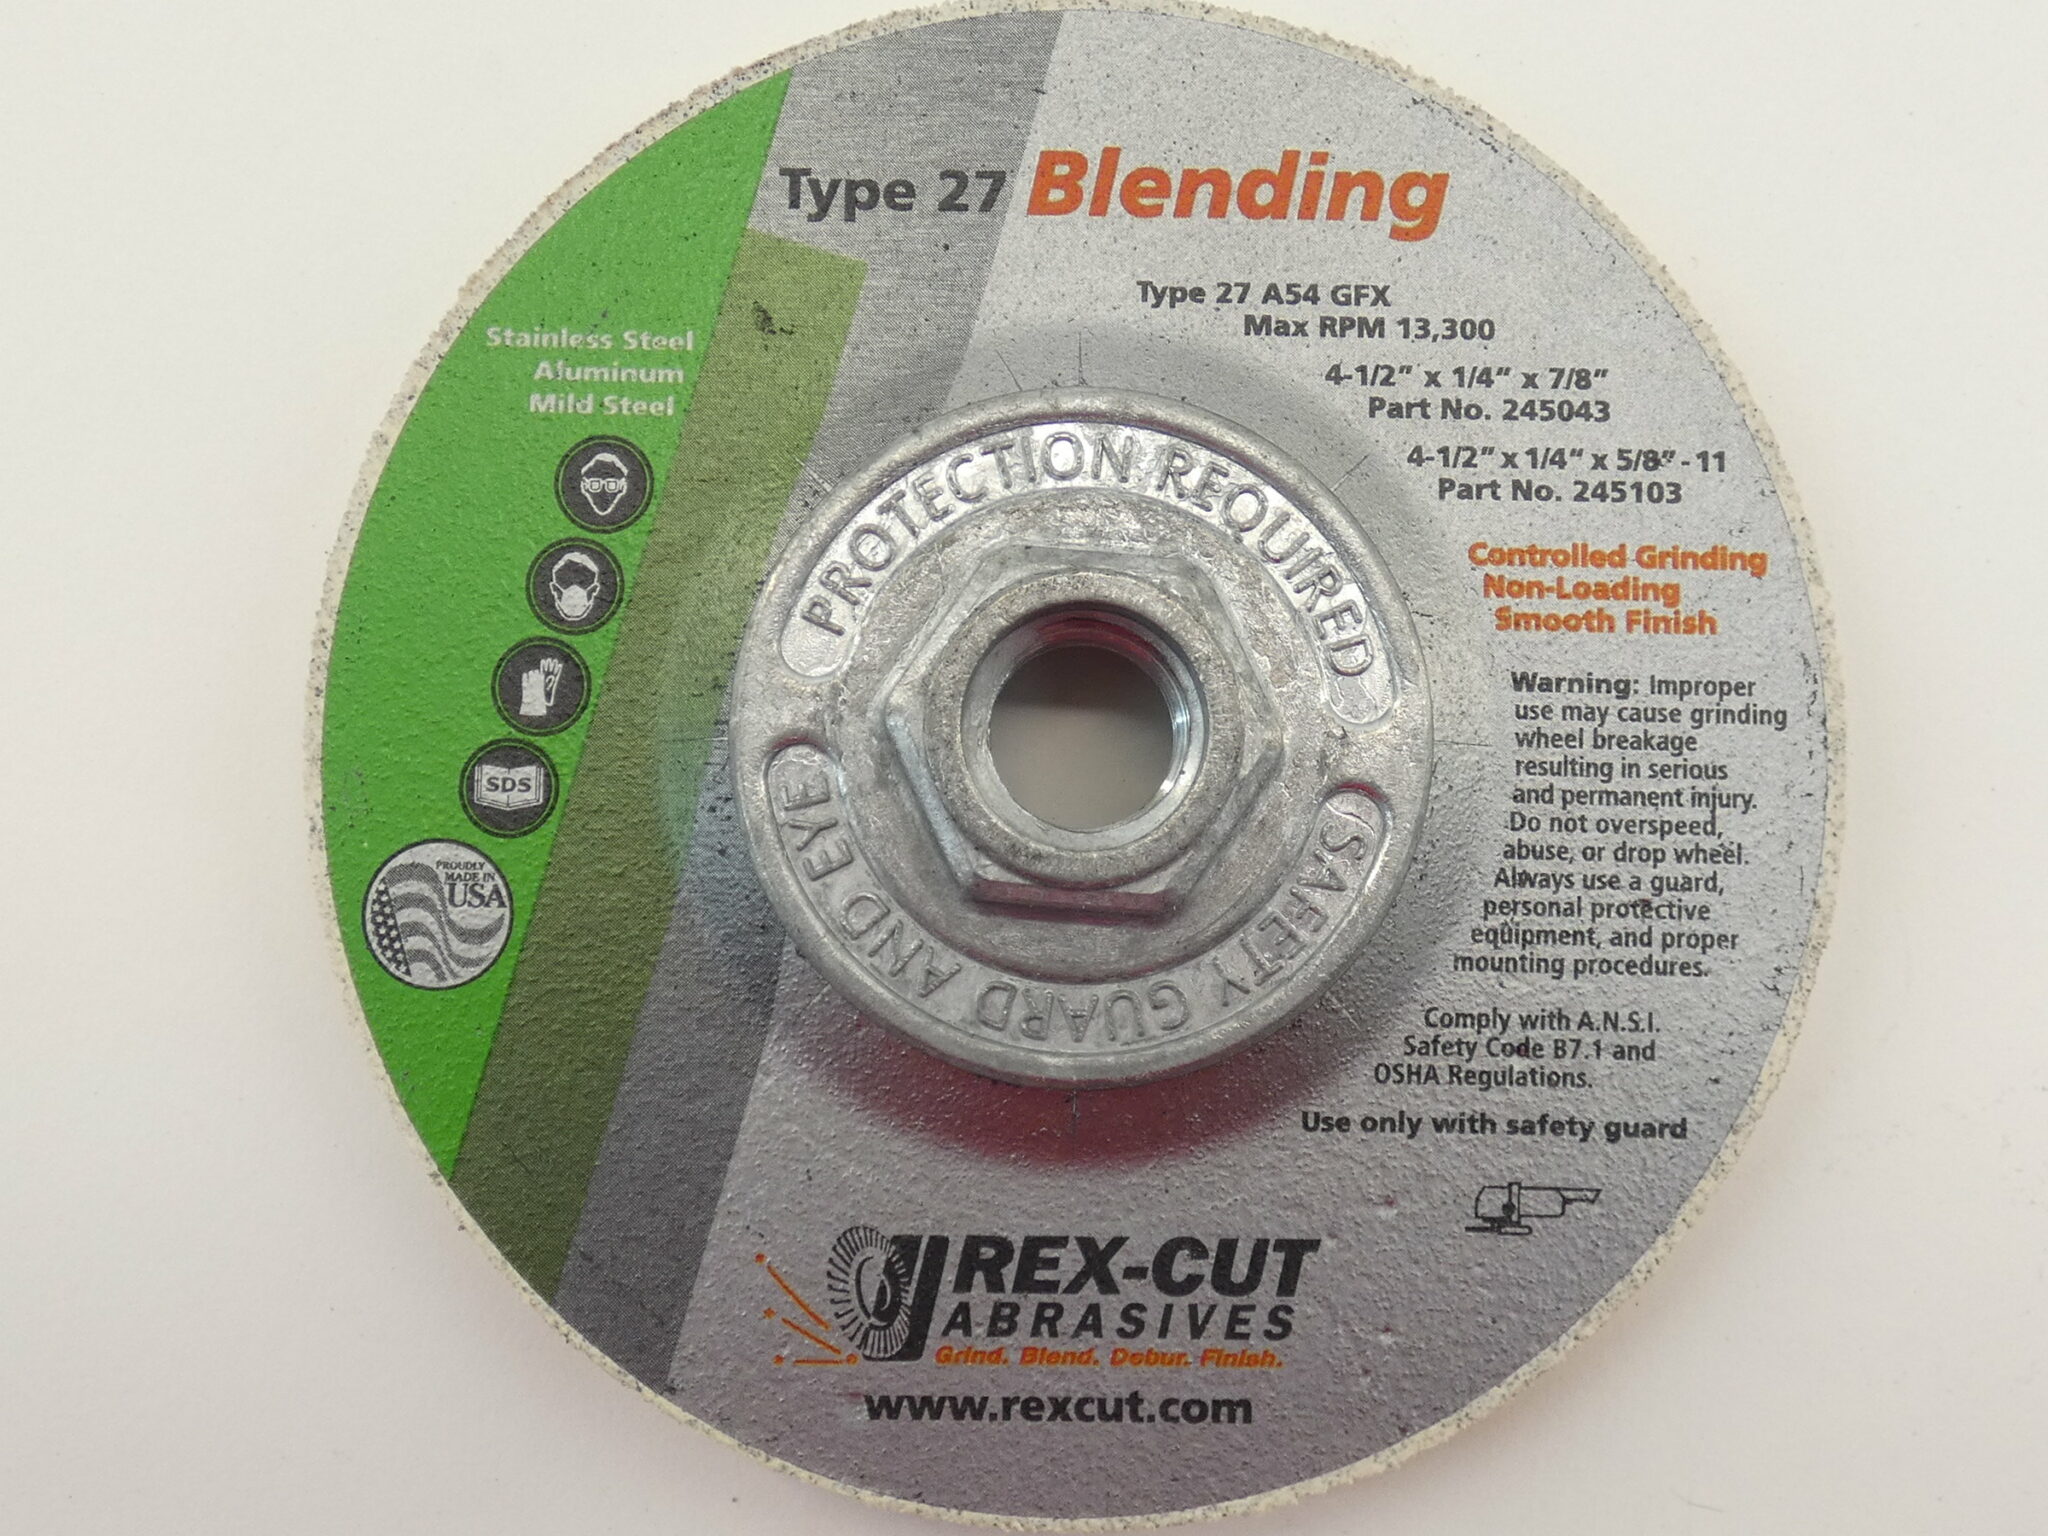 Type 27 Blending
Type 27 A54 GFX
Max RPM 13,300
4-1/2" x 1/4" x 7/8"
Part No. 245043
4-1/2" x 1/4" x 5/8" - 11
Part No. 245103
Controlled Grinding
Non-Loading
Smooth Finish
Warning: Improper
use may cause grinding
wheel breakage
resulting in serious
and permanent injury.
Do not overspeed,
abuse, or drop wheel.
Always use a guard,
personal protective
equipment, and proper
mounting procedures.
Comply with A.N.S.I.
Safety Code B7.1 and
OSHA Regulations.
Use only with safety guard
Stainless Steel
Aluminum
Mild Steel
SDS
PROUDLY
MADE IN
USA
SAFETY GUARD AND EYE
PROTECTION REQUIRED
REX-CUT
ABRASIVES
Grind. Blend. Debur. Finish.
www.rexcut.com